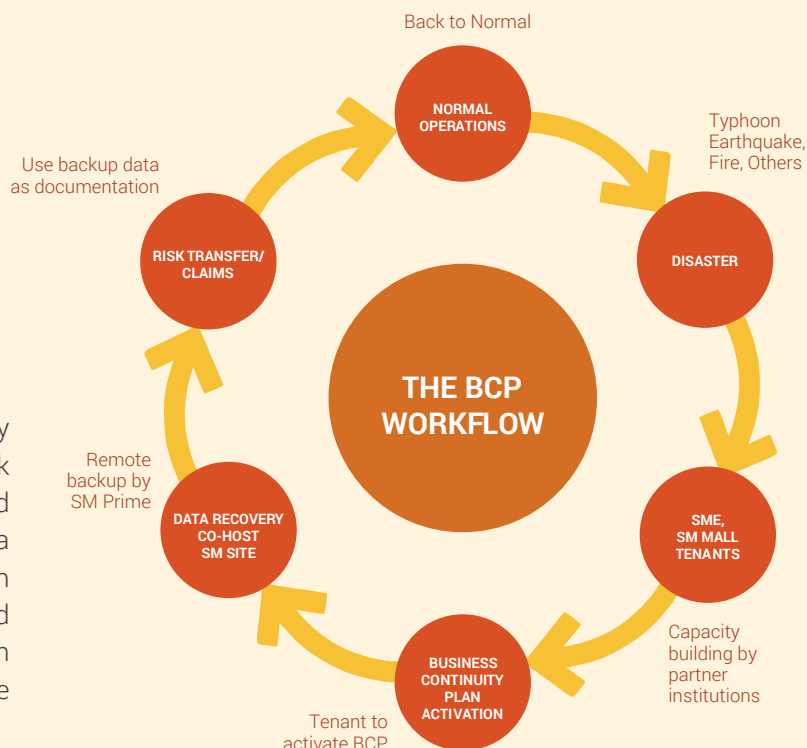 Back to Normal
NORMAL
OPERATIONS
Typhoon
Earthquake,
Fire, Others
DISASTER
SME,
SM MALL
TENANTS
Capacity
building by
partner
institutions
BUSINESS
CONTINUITY
PLAN
ACTIVATION
Tenant to
activate BCP
DATA RECOVERY
CO-HOST
SM SITE
Remote
backup by
SM Prime
RISK TRANSFER/
CLAIMS
Use backup data
as documentation
THE BCP
WORKFLOW